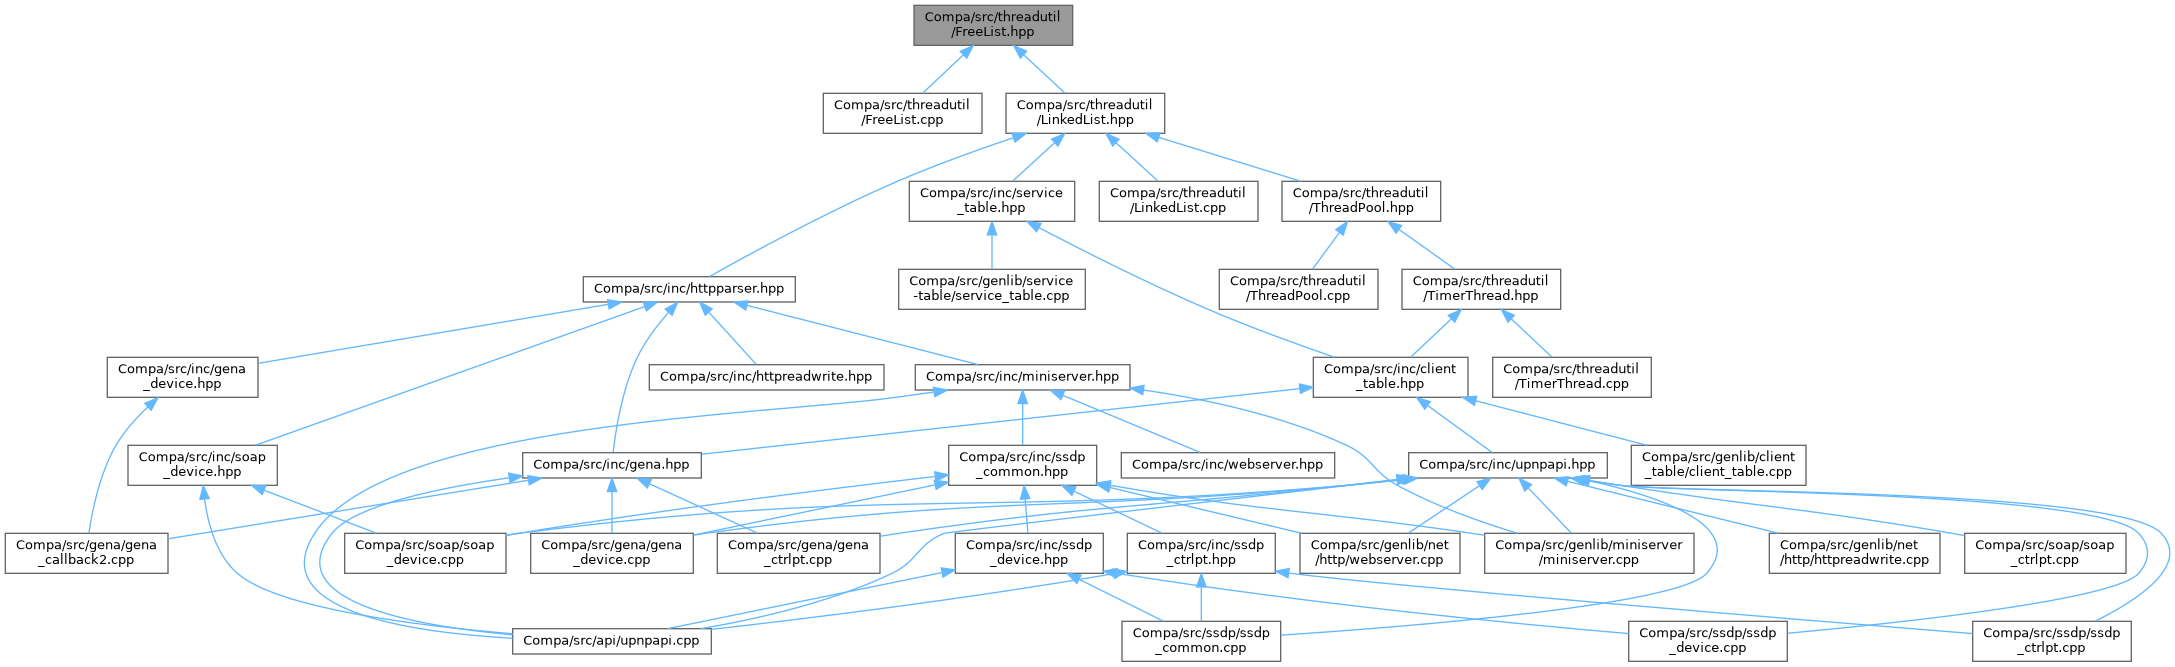 Compa/src/threadutil
/FreeList.hpp
Compa/src/threadutil
/FreeList.cpp
Compa/src/threadutil
/LinkedList.hpp
Compa/src/inc/service
_table.hpp
Compa/src/threadutil
/LinkedList.cpp
Compa/src/threadutil
/ThreadPool.hpp
Compa/src/inc/httpparser.hpp
Compa/src/genlib/service
-table/service_table.cpp
Compa/src/threadutil
/ThreadPool.cpp
Compa/src/threadutil
/TimerThread.hpp
Compa/src/inc/gena
_device.hpp
Compa/src/inc/httpreadwrite.hpp
Compa/src/inc/miniserver.hpp
Compa/src/inc/client
_table.hpp
Compa/src/threadutil
/TimerThread.cpp
Compa/src/inc/soap
_device.hpp
Compa/src/inc/gena.hpp
Compa/src/inc/ssdp
_common.hpp
Compa/src/inc/webserver.hpp
Compa/src/inc/upnpapi.hpp
Compa/src/genlib/client
_table/client_table.cpp
Compa/src/gena/gena
_callback2.cpp
Compa/src/soap/soap
_device.cpp
Compa/src/gena/gena
_device.cpp
Compa/src/gena/gena
_ctrlpt.cpp
Compa/src/inc/ssdp
_device.hpp
Compa/src/inc/ssdp
_ctrlpt.hpp
Compa/src/genlib/net
/http/webserver.cpp
Compa/src/genlib/miniserver
/miniserver.cpp
Compa/src/genlib/net
/http/httpreadwrite.cpp
Compa/src/soap/soap
_ctrlpt.cpp
Compa/src/api/upnpapi.cpp
Compa/src/ssdp/ssdp
_common.cpp
Compa/src/ssdp/ssdp
_device.cpp
Compa/src/ssdp/ssdp
_ctrlpt.cpp